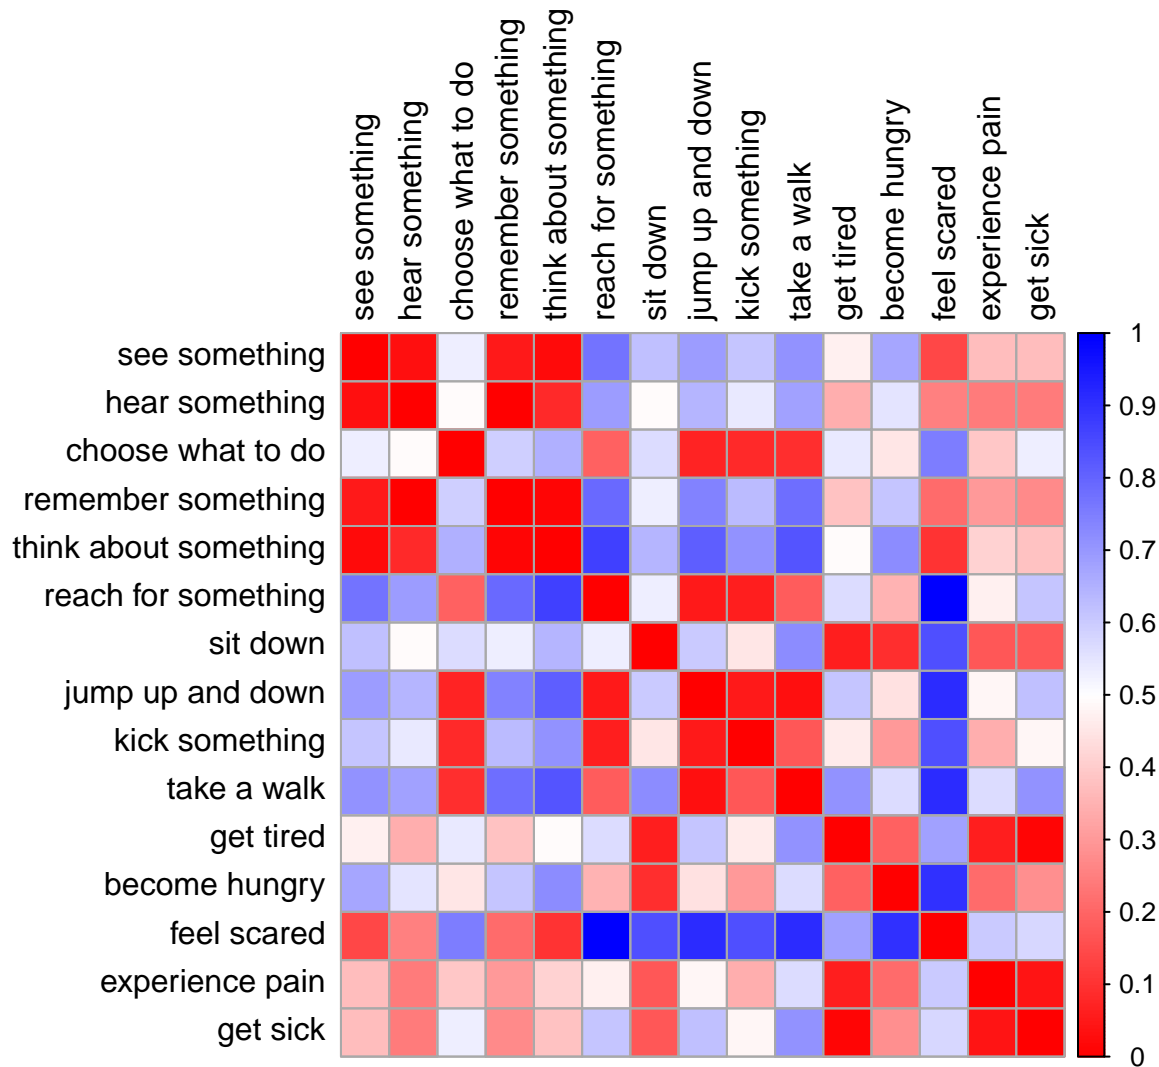 see something
hear something
choose what to do
remember something
think about something
reach for something
sit down
jump up and down
kick something
take a walk
get tired
become hungry
feel scared
experience pain
get sick
see something
hear something
choose what to do
remember something
think about something
reach for something
sit down
jump up and down
kick something
take a walk
get tired
become hungry
feel scared
experience pain
get sick
1
0.9
0.8
0.7
0.6
0.5
0.4
0.3
0.2
0.1
0